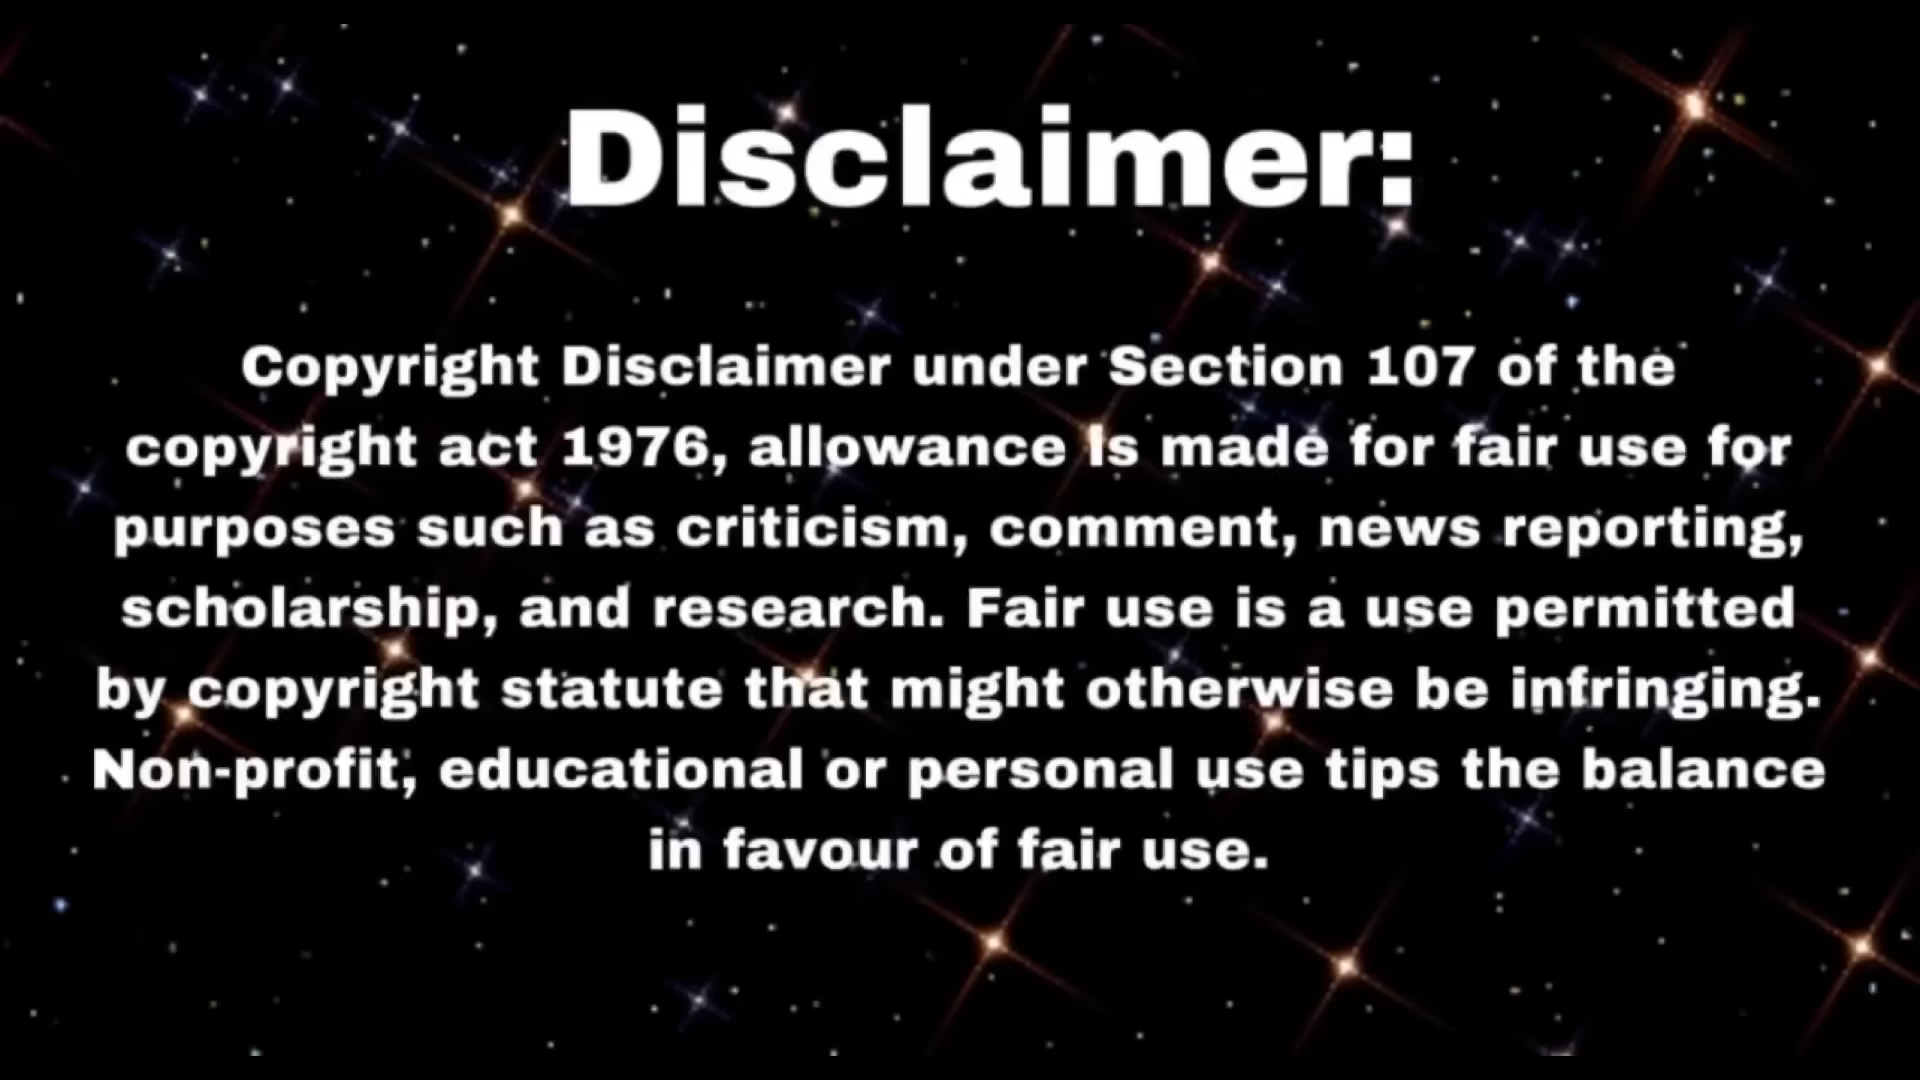 Disclaimer:
Copyright Disclaimer under Section 107 of the
copyright act 1976, allowance Is made for fair use for
purposes such as criticism, comment, news reporting,
scholarship, and research. Fair use is a use permitted
by copyright statute that might otherwise be infringing.
Non-profit, educational or personal use tips the balance
in favour of fair use.